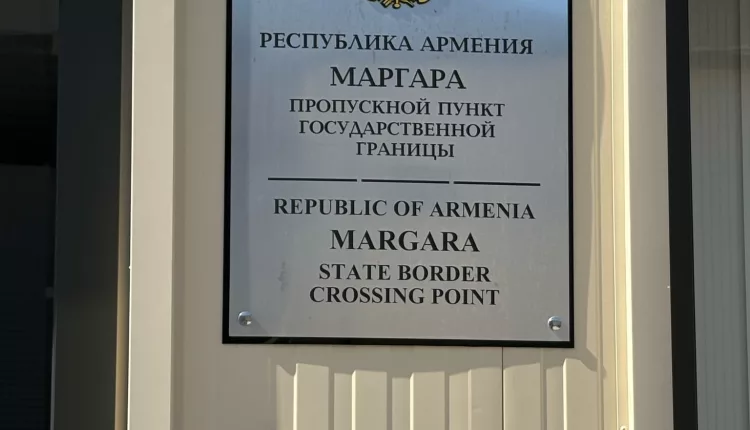 РЕСПУБЛИКА АРМЕНИЯ
МАРГАРА
ПРОПУСКНОЙ ПУНКТ
ГОСУДАРСТВЕННОЙ
ГРАНИЦЫ
REPUBLIC OF ARMENIA
MARGARA
STATE BORDER
CROSSING POINT